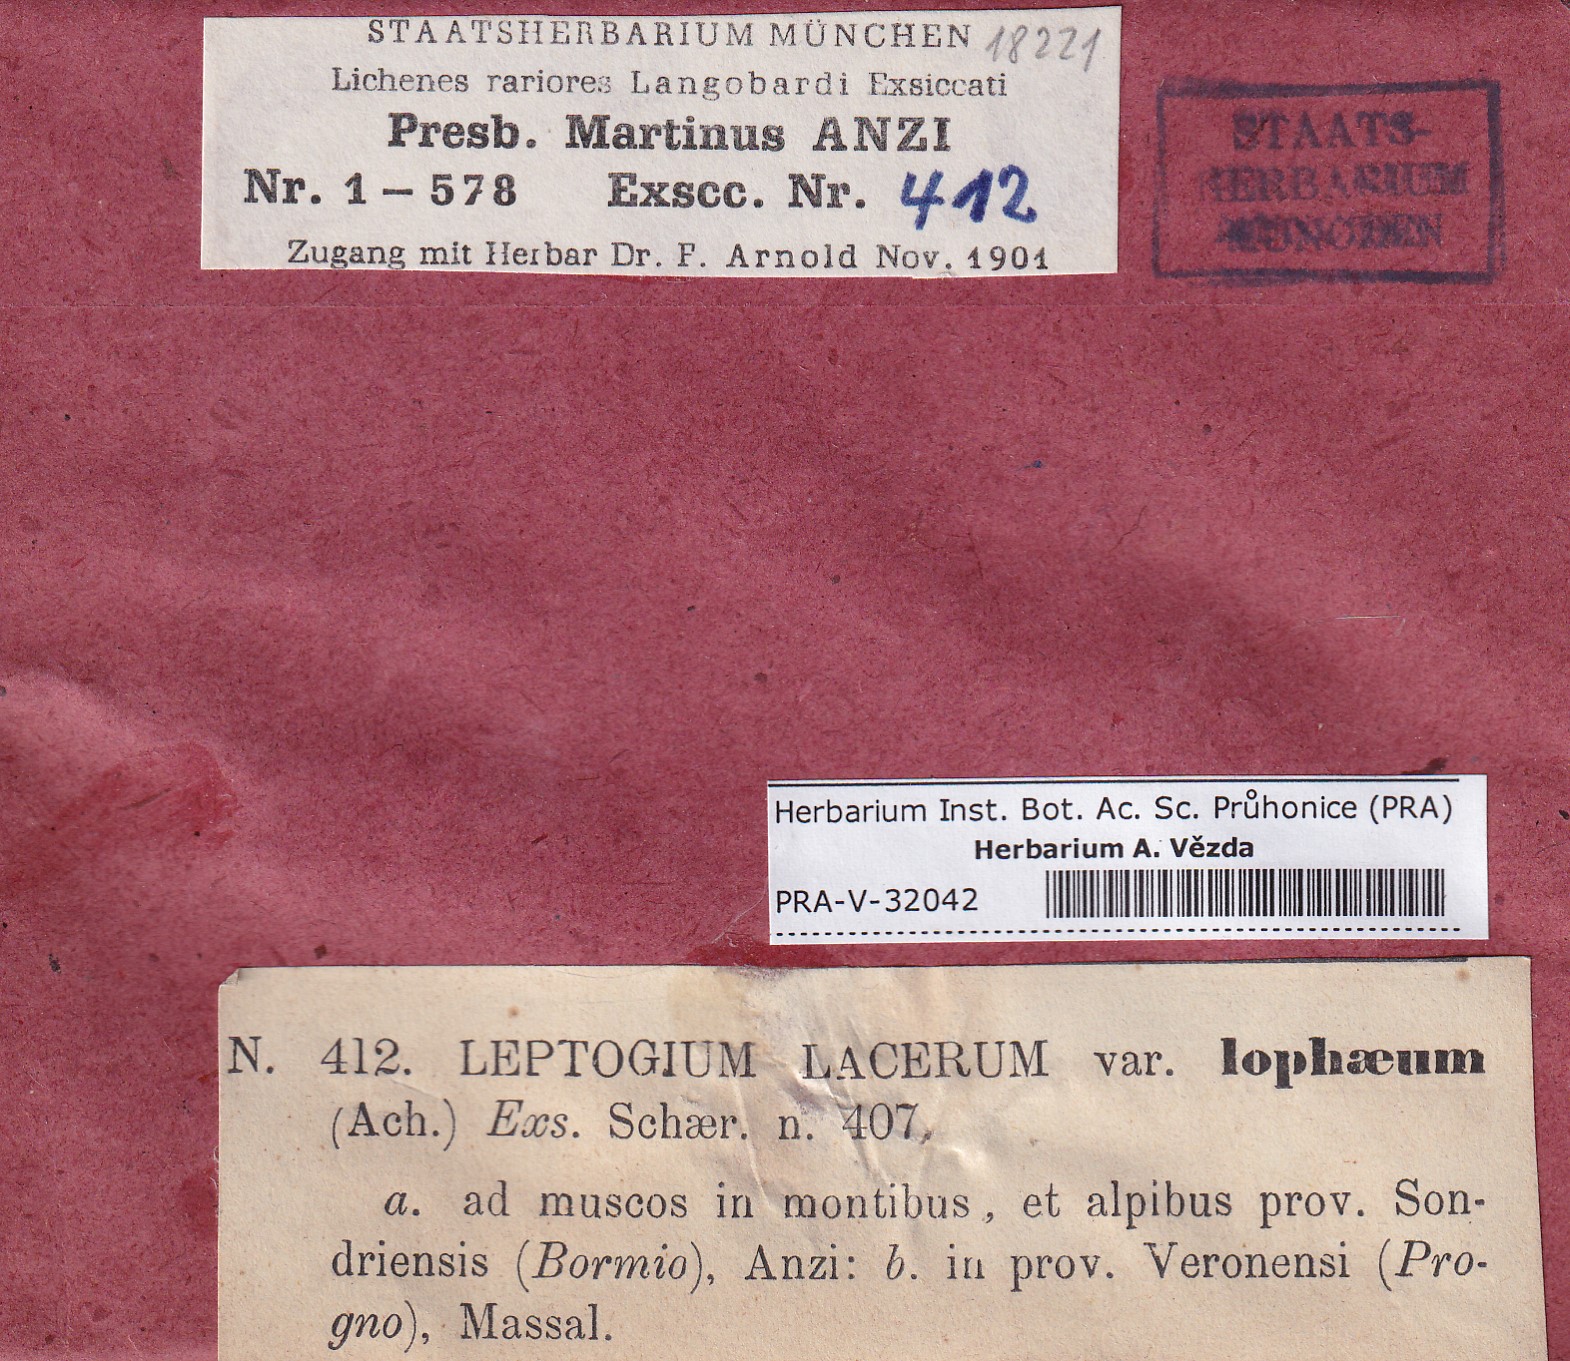 STAATSHERBARIUM MÜNCHEN 18221
Lichenes rariores Langobardi Exsiccati
Presb. Martinus ANZI
Nr. 1 – 578 Exscc. Nr. 412
Zugang mit Herbar Dr. F. Arnold Nov. 1901
STAATS-
HERBARIUM
MÜNCHEN
Herbarium Inst. Bot. Ac. Sc. Průhonice (PRA)
Herbarium A. Vězda
PRA-V-32042
N. 412. LEPTOGIUM LACERUM var. lophæum
(Ach.) Exs. Schær. n. 407.
a. ad muscos in montibus, et alpibus prov. Son-
driensis (Bormio), Anzi: b. in prov. Veronensi (Pro-
gno), Massal.